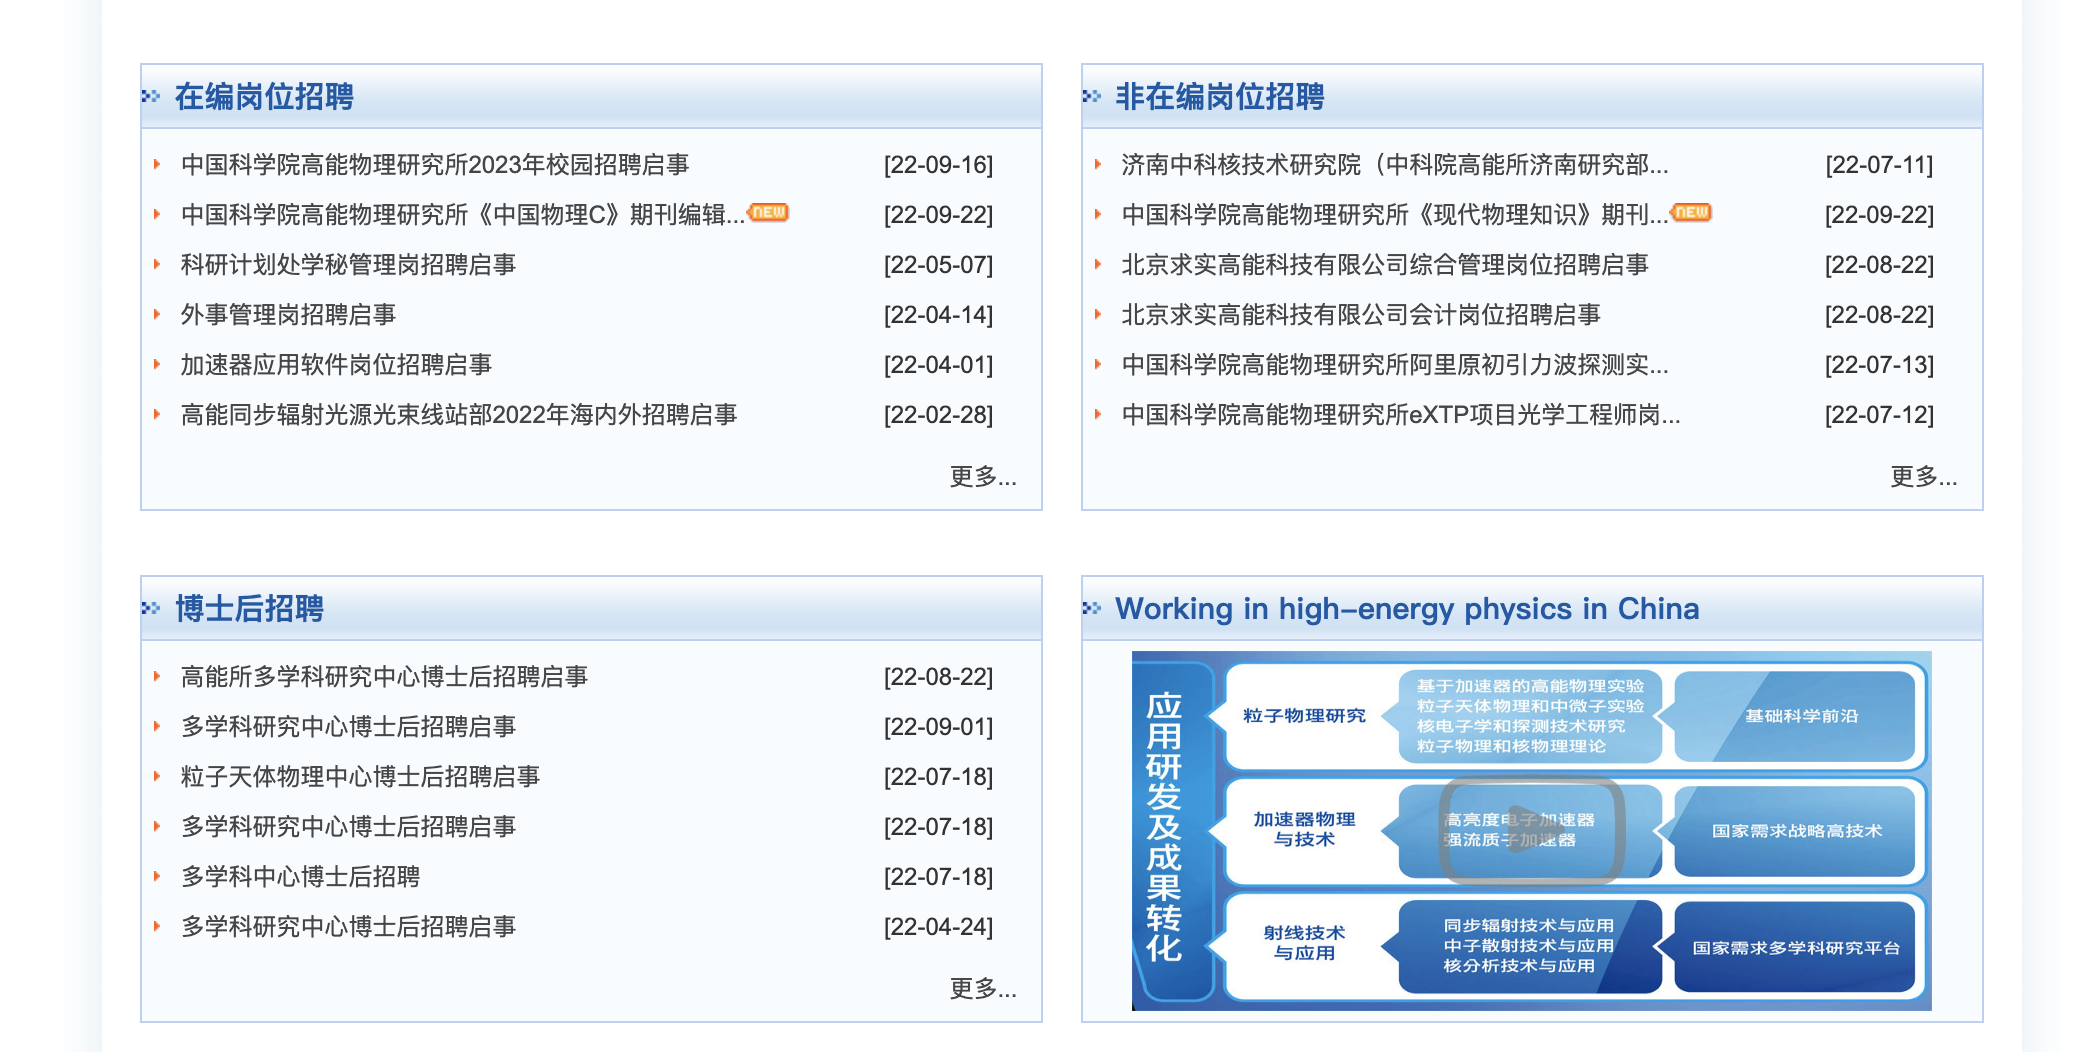 在编岗位招聘
中国科学院高能物理研究所2023年校园招聘启事 [22-09-16]
中国科学院高能物理研究所《中国物理C》期刊编辑... NEW [22-09-22]
科研计划处学秘管理岗招聘启事 [22-05-07]
外事管理岗招聘启事 [22-04-14]
加速器应用软件岗位招聘启事 [22-04-01]
高能同步辐射光源光束线站部2022年海内外招聘启事 [22-02-28]
更多...
非在编岗位招聘
济南中科核技术研究院（中科院高能所济南研究部... [22-07-11]
中国科学院高能物理研究所《现代物理知识》期刊... NEW [22-09-22]
北京求实高能科技有限公司综合管理岗位招聘启事 [22-08-22]
北京求实高能科技有限公司会计岗位招聘启事 [22-08-22]
中国科学院高能物理研究所阿里原初引力波探测实... [22-07-13]
中国科学院高能物理研究所eXTP项目光学工程师岗... [22-07-12]
更多...
博士后招聘
高能所多学科研究中心博士后招聘启事 [22-08-22]
多学科研究中心博士后招聘启事 [22-09-01]
粒子天体物理中心博士后招聘启事 [22-07-18]
多学科研究中心博士后招聘启事 [22-07-18]
多学科中心博士后招聘 [22-07-18]
多学科研究中心博士后招聘启事 [22-04-24]
更多...
Working in high-energy physics in China
应用研发及成果转化
粒子物理研究
基于加速器的高能物理实验
粒子天体物理和中微子实验
核电子学和探测技术研究
粒子物理和核物理理论
基础科学前沿
加速器物理
与技术
高亮度电子加速器
强流质子加速器
国家需求战略高技术
射线技术
与应用
同步辐射技术与应用
中子散射技术与应用
核分析技术与应用
国家需求多学科研究平台